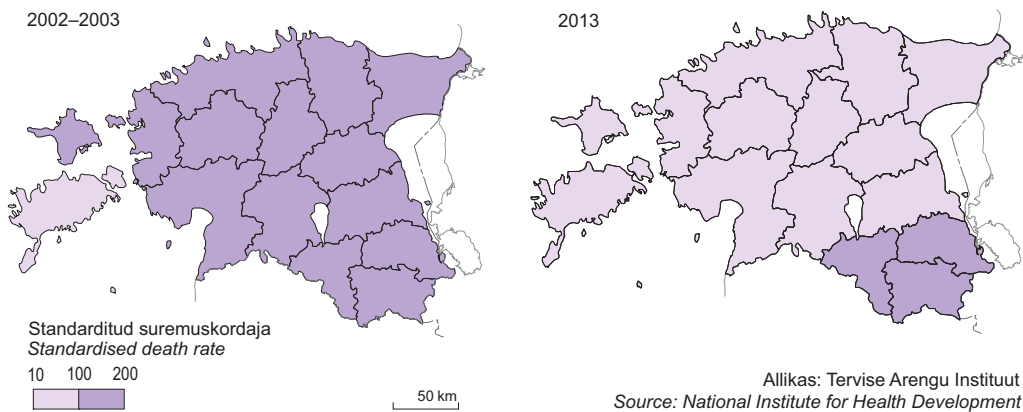 2002–2003
2013
Standarditud suremuskordaja
Standardised death rate
10 100 200
50 km
Allikas: Tervise Arengu Instituut
Source: National Institute for Health Development